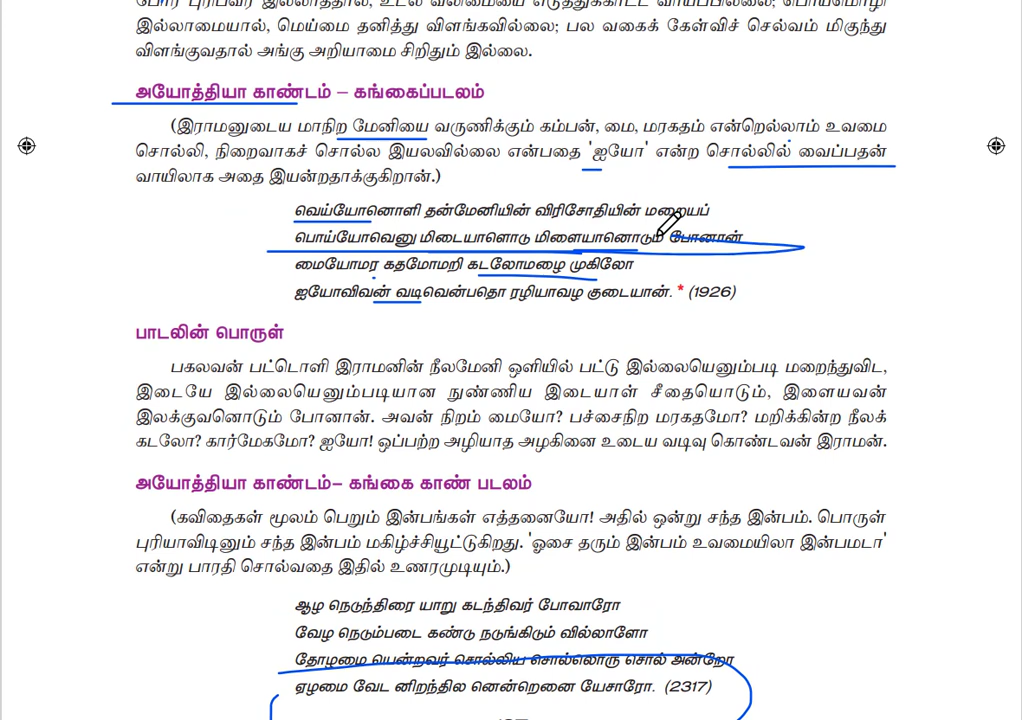 போர் புரிபவர் இல்லாததால், உடல் வலிமையை எடுத்துக்காட்ட வாய்ப்பில்லை; பொய்மொழி
இல்லாமையால், மெய்மை தனித்து விளங்கவில்லை; பல வகைக் கேள்விச் செல்வம் மிகுந்து
விளங்குவதால் அங்கு அறியாமை சிறிதும் இல்லை.
அயோத்தியா காண்டம் – கங்கைப்படலம்
(இராமனுடைய மாநிற மேனியை வருணிக்கும் கம்பன், மை, மரகதம் என்றெல்லாம் உவமை
சொல்லி, நிறைவாகச் சொல்ல இயலவில்லை என்பதை 'ஐயோ' என்ற சொல்லில் வைப்பதன்
வாயிலாக அதை இயன்றதாக்குகிறான்.)
வெய்யோனொளி தன்மேனியின் விரிசோதியின் மறையப்
பொய்யோவெனு மிடையாளொடு மிளையானொடும் போனான்
மையோமர கதமோமறி கடலோமழை முகிலோ
ஐயோவிவன் வடிவென்பதொ ரழியாவழ குடையான். * (1926)
பாடலின் பொருள்
பகலவன் பட்டொளி இராமனின் நீலமேனி ஒளியில் பட்டு இல்லையெனும்படி மறைந்துவிட,
இடையே இல்லையெனும்படியான நுண்ணிய இடையாள் சீதையொடும், இளையவன்
இலக்குவனொடும் போனான். அவன் நிறம் மையோ? பச்சைநிற மரகதமோ? மறிக்கின்ற நீலக்
கடலோ? கார்மேகமோ? ஐயோ! ஒப்பற்ற அழியாத அழகினை உடைய வடிவு கொண்டவன் இராமன்.
அயோத்தியா காண்டம்– கங்கை காண் படலம்
(கவிதைகள் மூலம் பெறும் இன்பங்கள் எத்தனையோ! அதில் ஒன்று சந்த இன்பம். பொருள்
புரியாவிடினும் சந்த இன்பம் மகிழ்ச்சியூட்டுகிறது. 'ஓசை தரும் இன்பம் உவமையிலா இன்பமடா'
என்று பாரதி சொல்வதை இதில் உணரமுடியும்.)
ஆழ நெடுந்திரை யாறு கடந்திவர் போவாரோ
வேழ நெடும்படை கண்டு நடுங்கிடும் வில்லாளோ
தோழமை யென்றவர் சொல்லிய சொல்லொரு சொல் அன்றோ
ஏழமை வேட னிறந்தில னென்றெனை யேசாரோ. (2317)